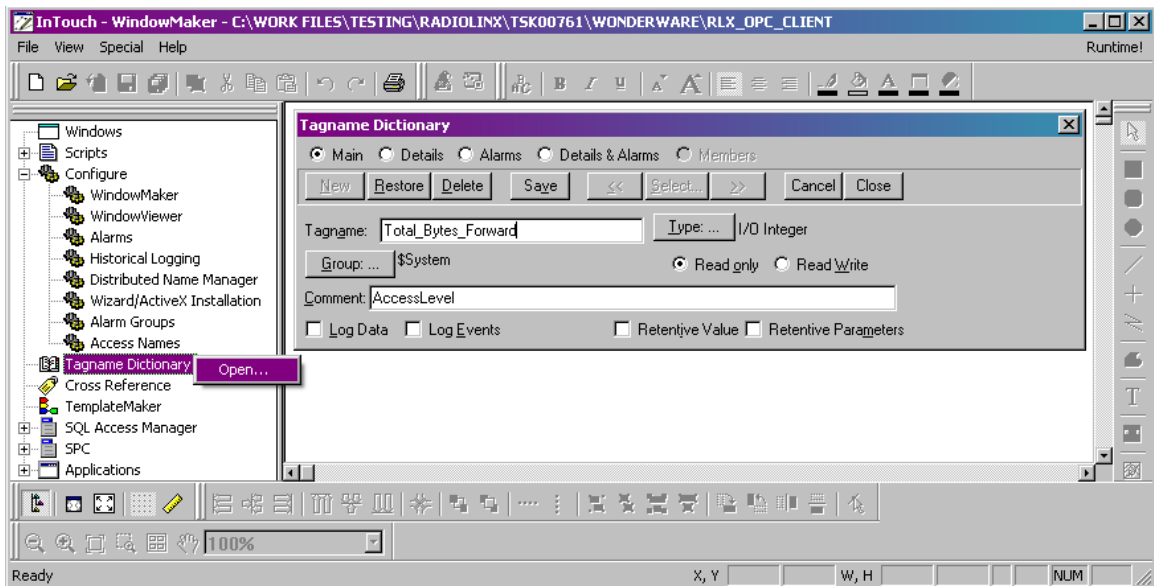 InTouch - WindowMaker - C:\WORK FILES\TESTING\RADIOLINX\TSK00761\WONDERWARE\RLX_OPC_CLIENT
File View Special Help Runtime!
ABC B I U A A A
Windows
Scripts
Configure
WindowMaker
WindowViewer
Alarms
Historical Logging
Distributed Name Manager
Wizard/ActiveX Installation
Alarm Groups
Access Names
Tagname Dictionary
Open...
Cross Reference
TemplateMaker
SQL Access Manager
SPC
Applications
Tagname Dictionary
Main Details Alarms Details & Alarms Members
New Restore Delete Save << Select... >> Cancel Close
Tagname: Total_Bytes_Forward Type: ... I/O Integer
Group: ... $System Read only Read Write
Comment: AccessLevel
Log Data Log Events Retentive Value Retentive Parameters
T
100%
Ready X, Y W, H NUM